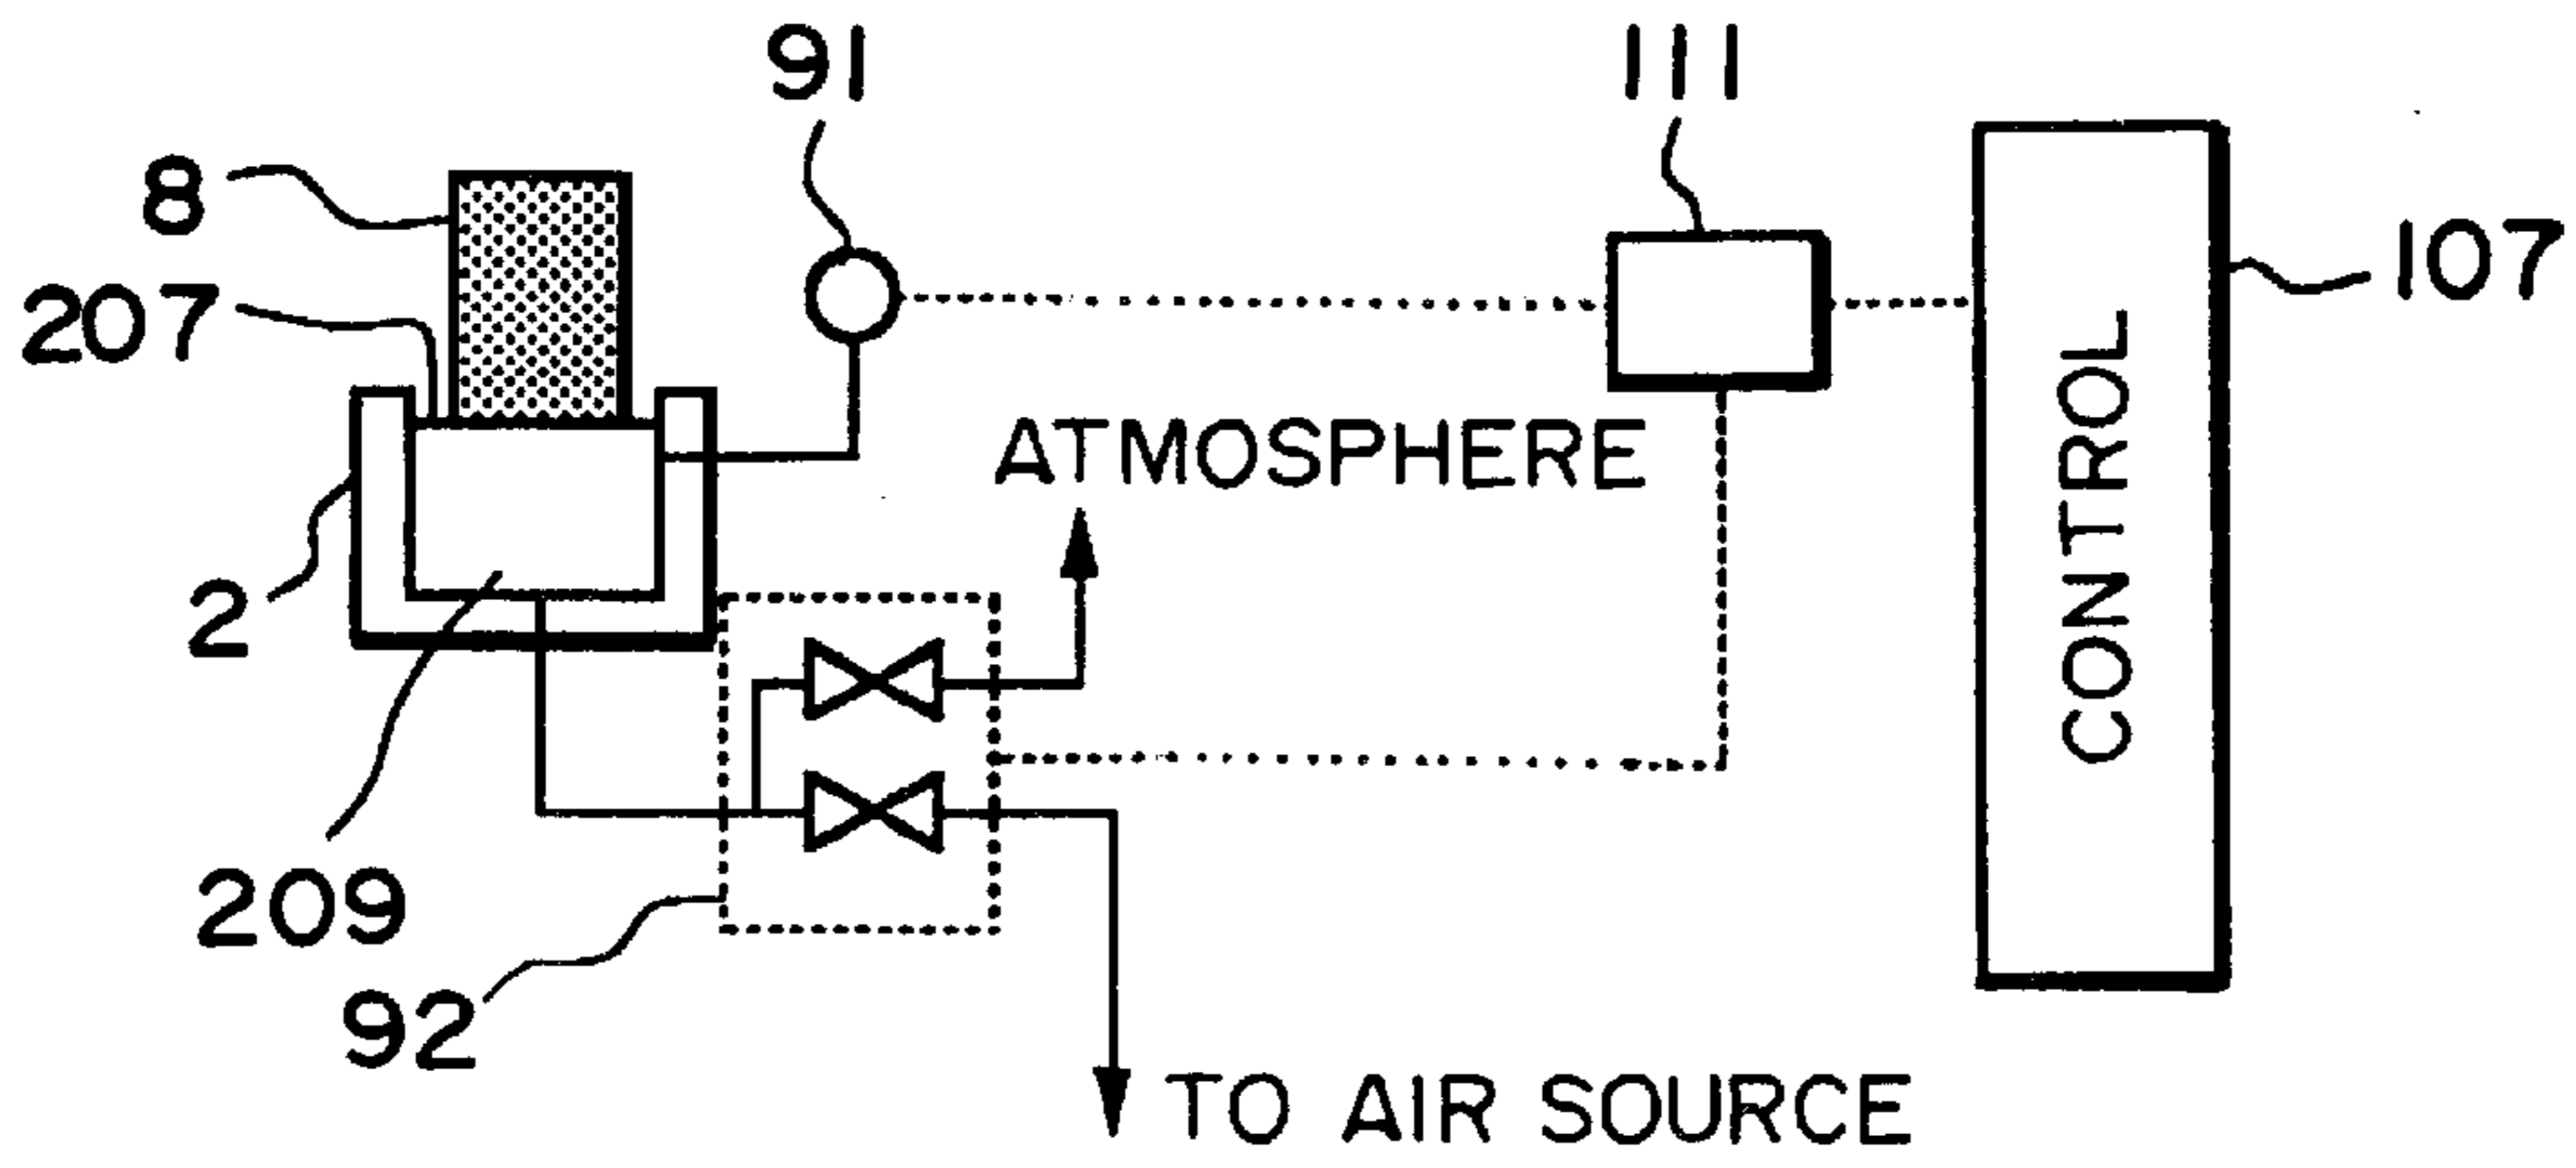 91
111
8
107
207
ATMOSPHERE
CONTROL
2
209
92
TO AIR SOURCE